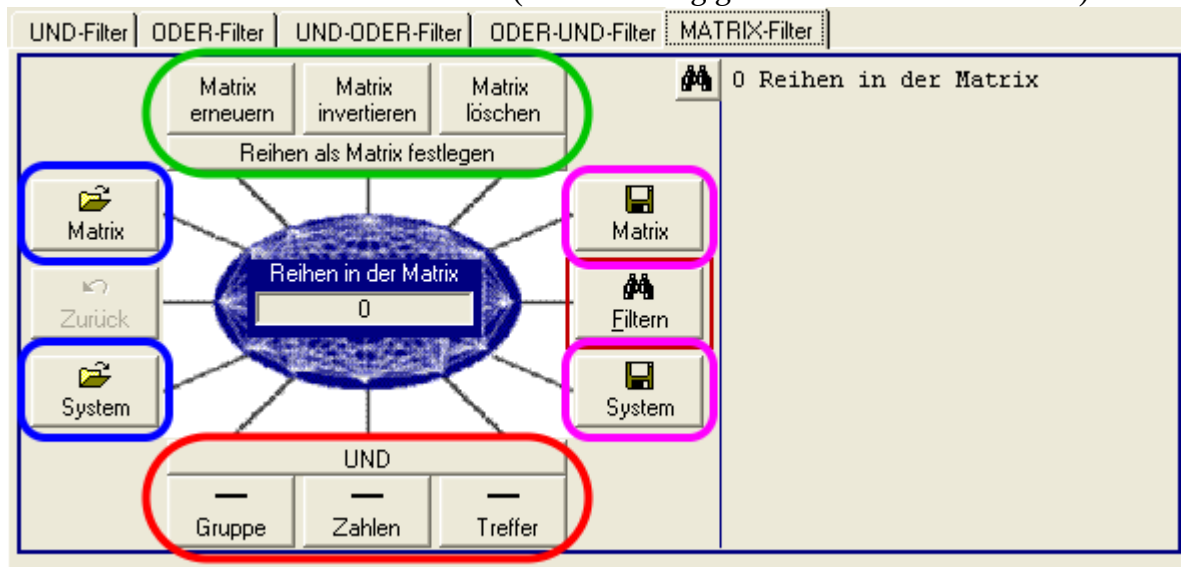 UND-Filter ODER-Filter UND-ODER-Filter ODER-UND-Filter MATRIX-Filter
Matrix erneuern
Matrix invertieren
Matrix löschen
0 Reihen in der Matrix
Reihen als Matrix festlegen
Matrix
Matrix
Reihen in der Matrix
0
Zurück
Filtern
System
System
UND
Gruppe
Zahlen
Treffer